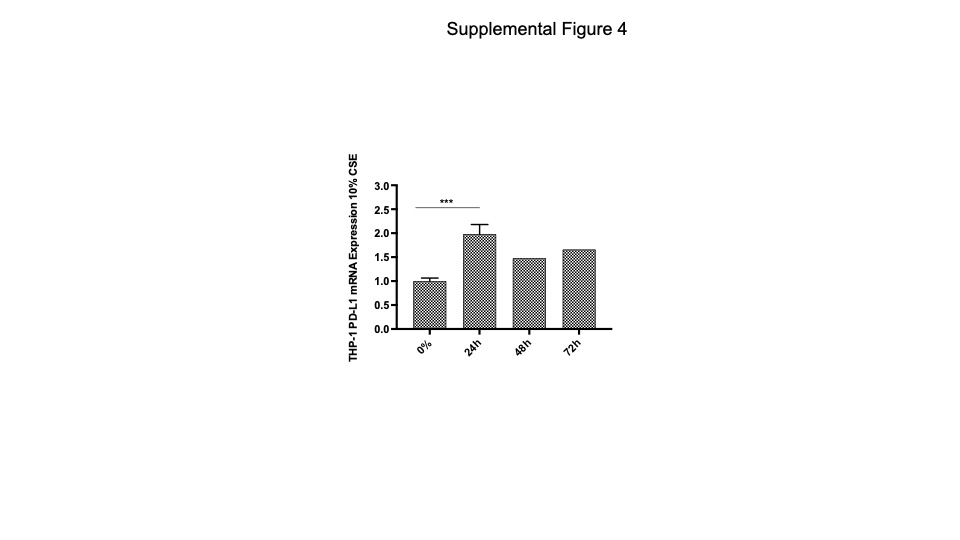 Supplemental Figure 4
THP-1 PD-L1 mRNA Expression 10% CSE
3.0
2.5
2.0
1.5
1.0
0.5
0.0
***
0%
24h
48h
72h